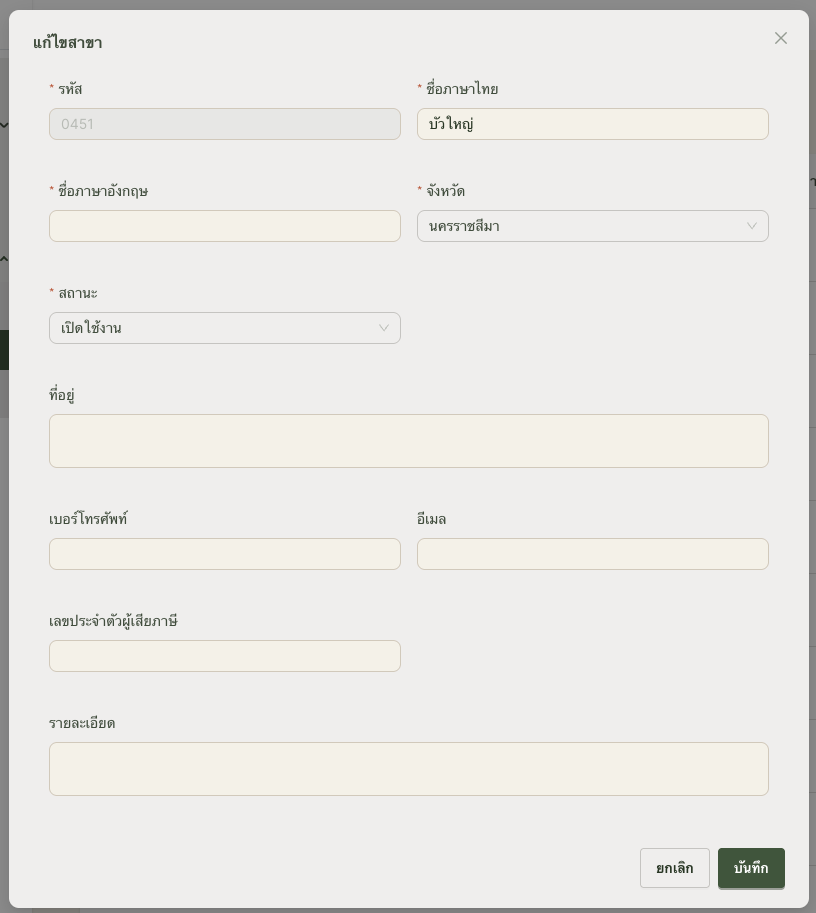 แก้ไขสาขา
* รหัส
* ชื่อภาษาไทย
0451
บัวใหญ่
* ชื่อภาษาอังกฤษ
* จังหวัด
นครราชสีมา
* สถานะ
เปิดใช้งาน
ที่อยู่
เบอร์โทรศัพท์
อีเมล
เลขประจำตัวผู้เสียภาษี
รายละเอียด
ยกเลิก
บันทึก